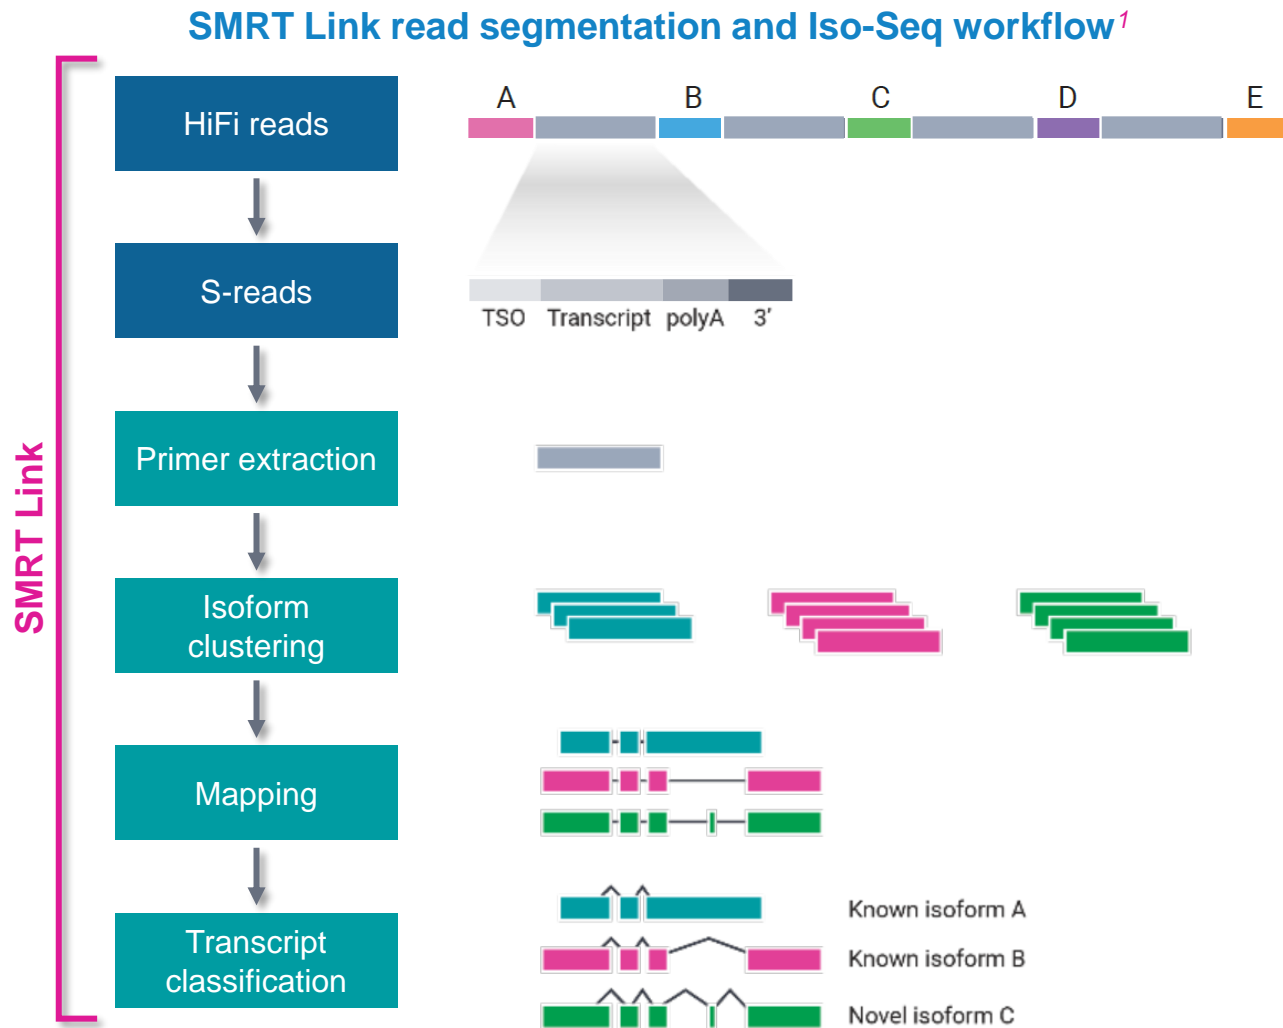 SMRT Link read segmentation and Iso-Seq workflow1
SMRT Link
HiFi reads
A B C D E
S-reads
TSO Transcript polyA 3'
Primer extraction
Isoform
clustering
Mapping
Transcript
classification
Known isoform A
Known isoform B
Novel isoform C